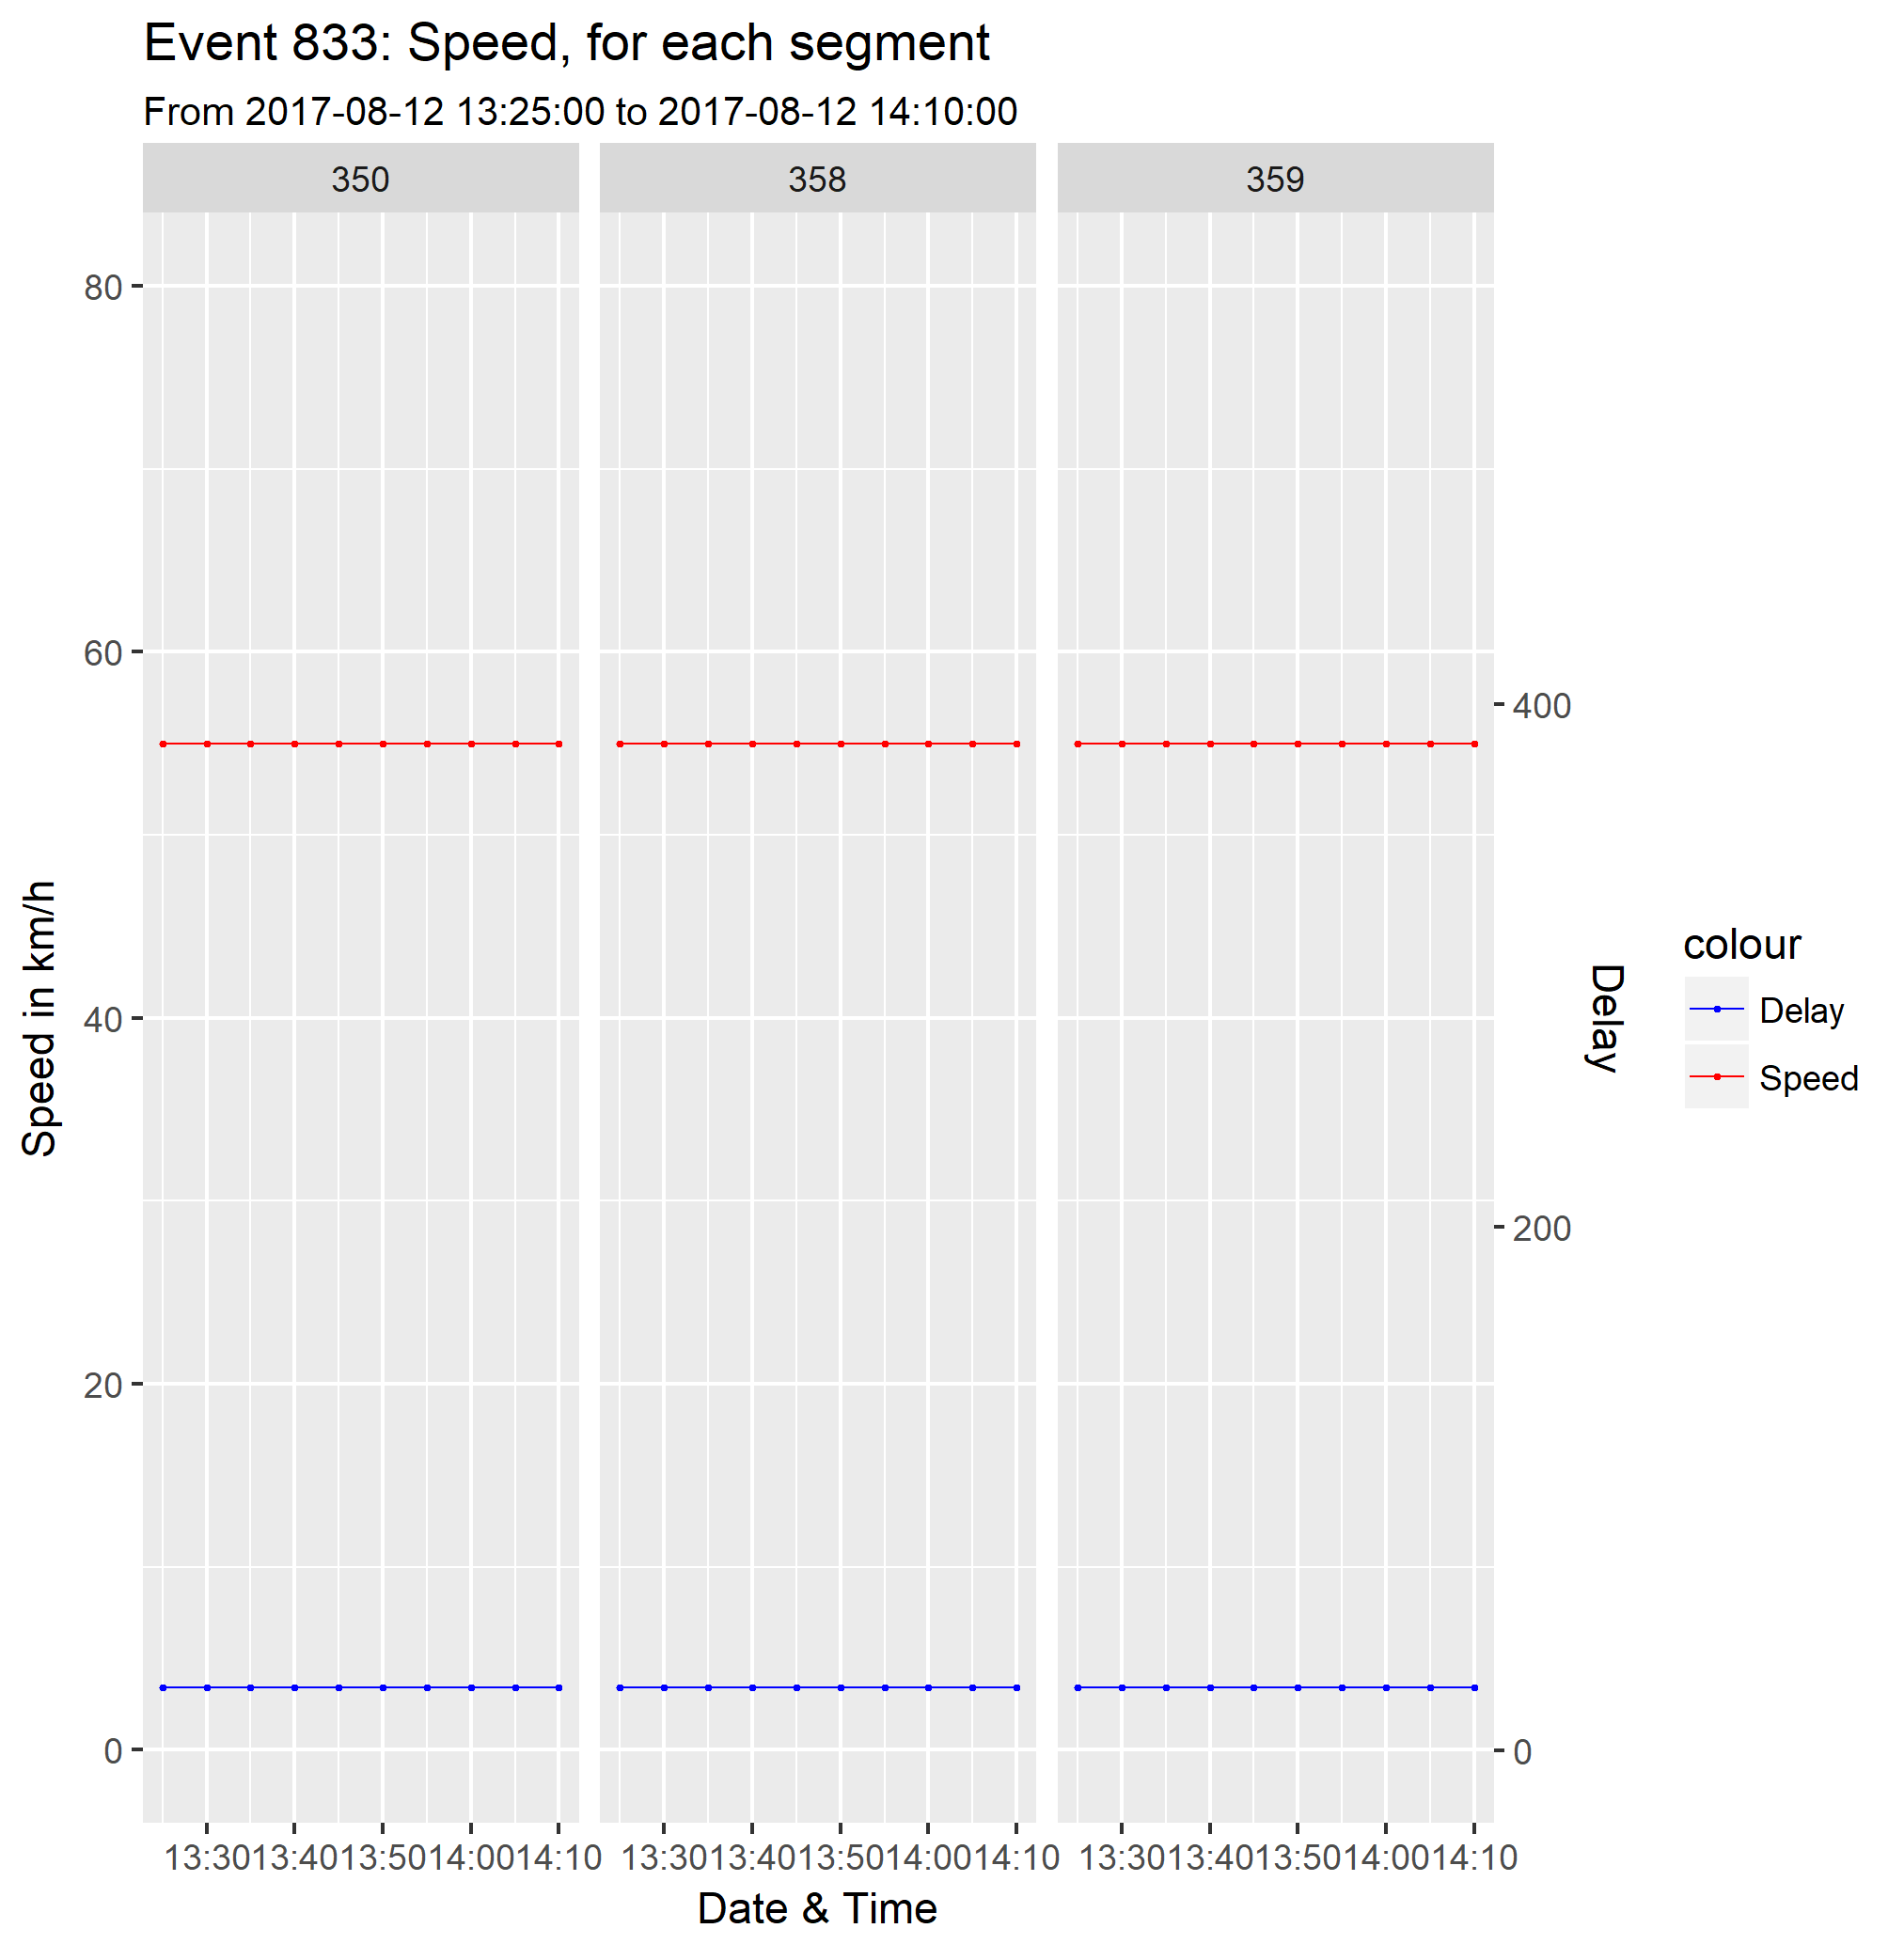 Event 833: Speed, for each segment
From 2017-08-12 13:25:00 to 2017-08-12 14:10:00
350 358 359
80
60
40
20
0
Speed in km/h
400
200
0
Delay
colour
Delay
Speed
13:30 13:40 13:50 14:00 14:10 13:30 13:40 13:50 14:00 14:10 13:30 13:40 13:50 14:00 14:10
Date & Time